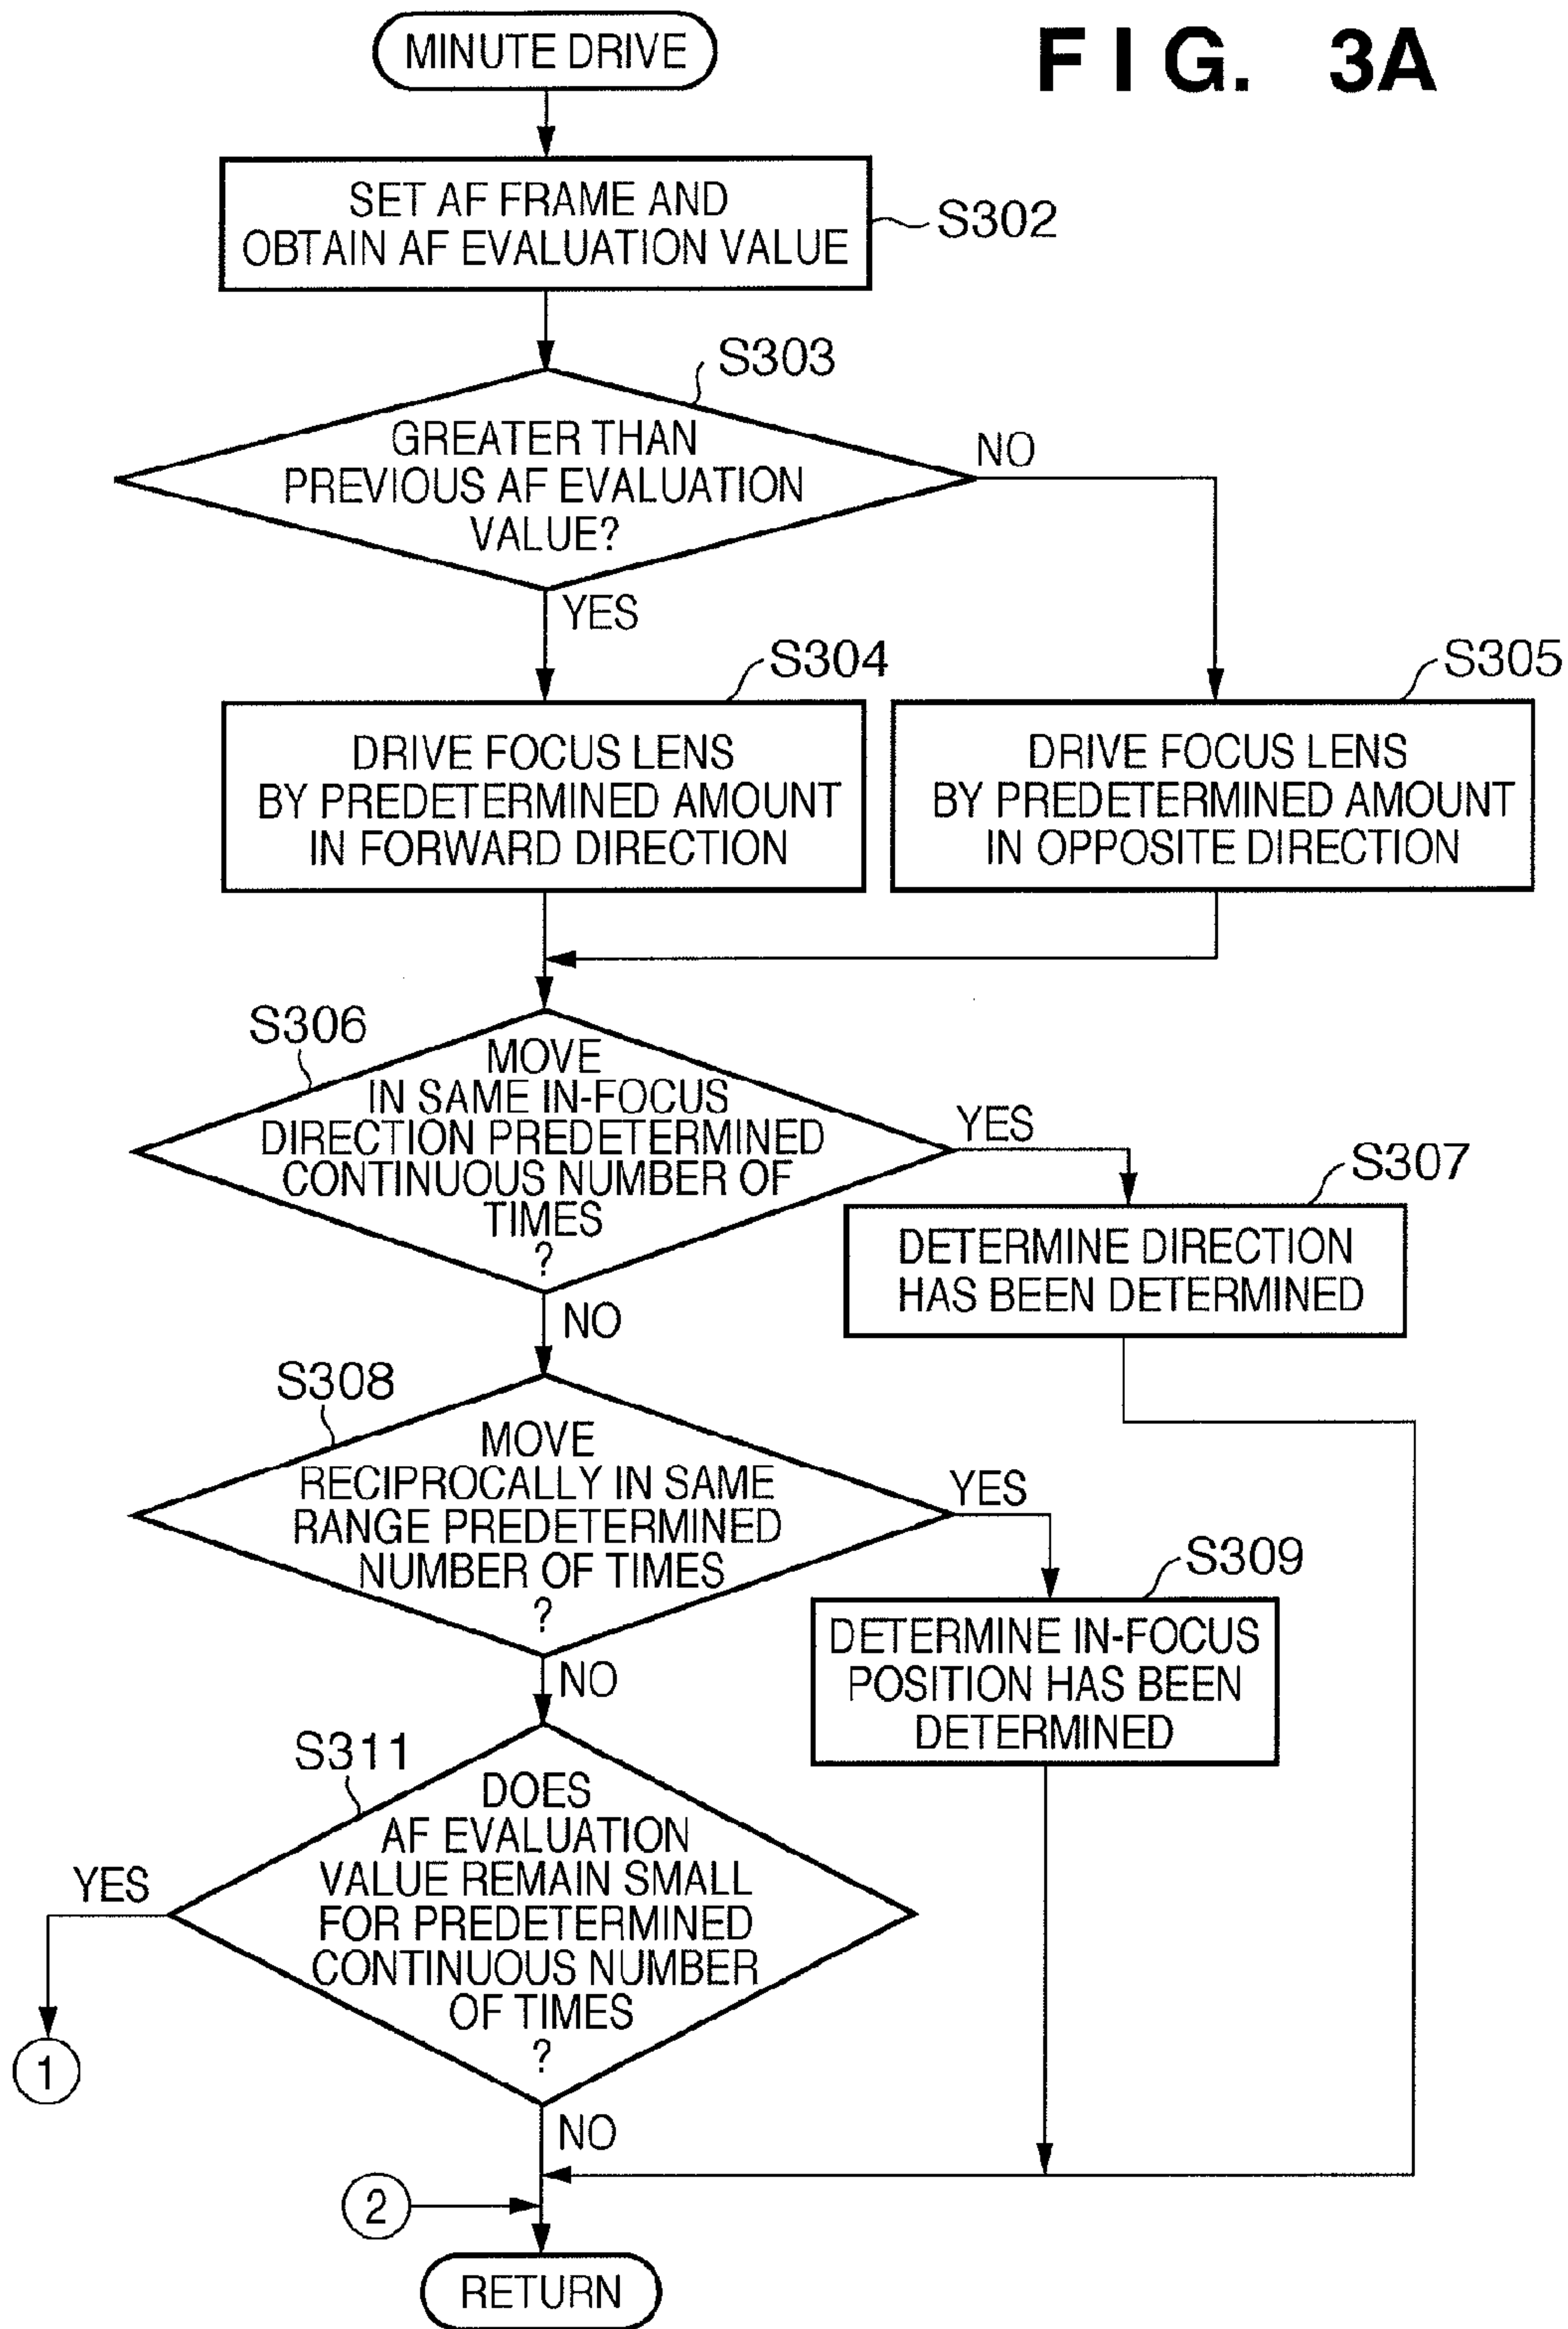 FIG. 3A
MINUTE DRIVE
SET AF FRAME AND
OBTAIN AF EVALUATION VALUE
S302
S303
GREATER THAN
PREVIOUS AF EVALUATION
VALUE?
NO
YES
S304
DRIVE FOCUS LENS
BY PREDETERMINED AMOUNT
IN FORWARD DIRECTION
S305
DRIVE FOCUS LENS
BY PREDETERMINED AMOUNT
IN OPPOSITE DIRECTION
S306
MOVE
IN SAME IN-FOCUS
DIRECTION PREDETERMINED
CONTINUOUS NUMBER OF
TIMES
?
YES
S307
DETERMINE DIRECTION
HAS BEEN DETERMINED
NO
S308
MOVE
RECIPROCALLY IN SAME
RANGE PREDETERMINED
NUMBER OF TIMES
?
YES
S309
DETERMINE IN-FOCUS
POSITION HAS BEEN
DETERMINED
NO
S311
DOES
AF EVALUATION
VALUE REMAIN SMALL
FOR PREDETERMINED
CONTINUOUS NUMBER
OF TIMES
?
YES
1
NO
2
RETURN